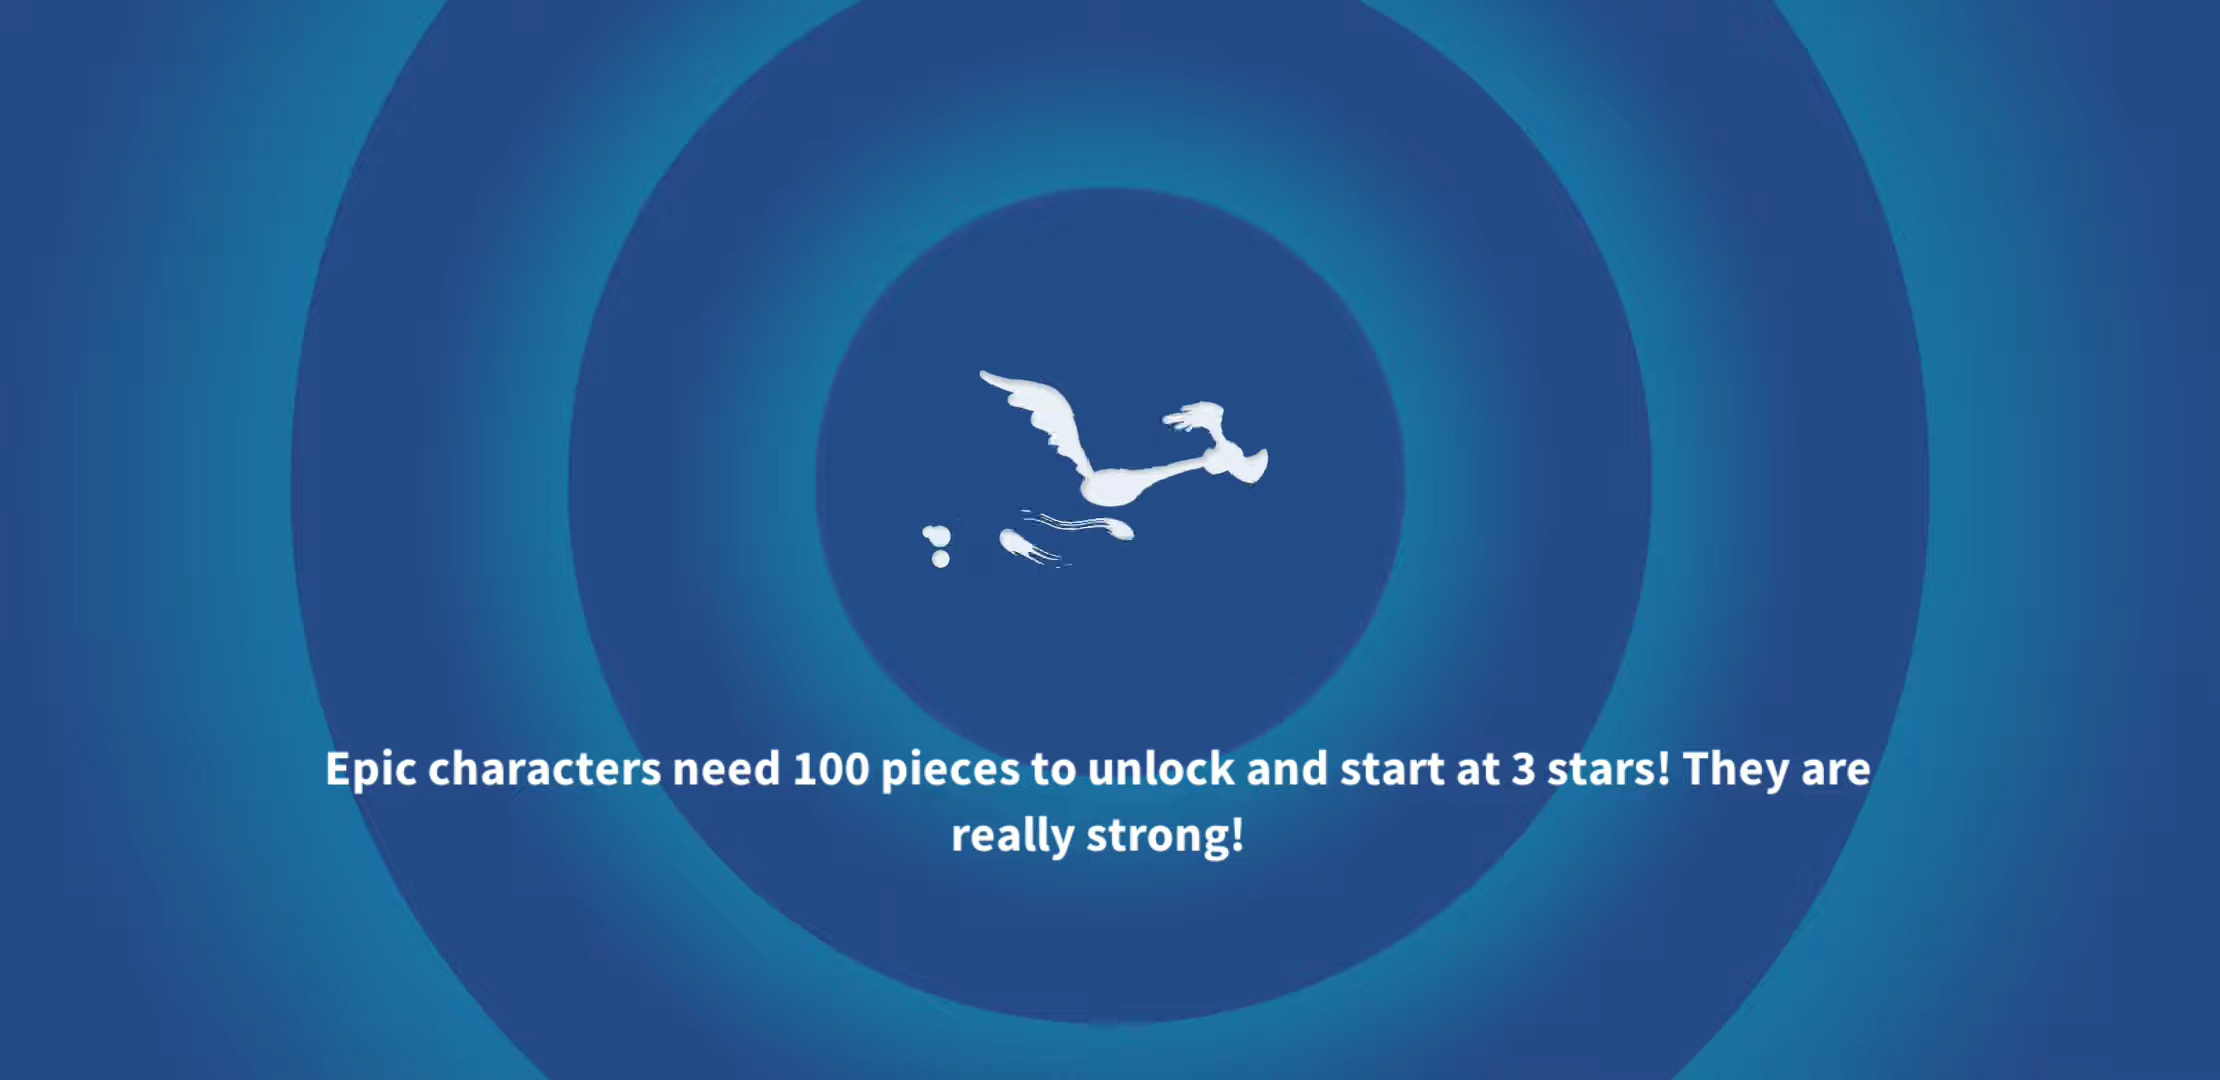 Epic characters need 100 pieces to unlock and start at 3 stars! They are
really strong!